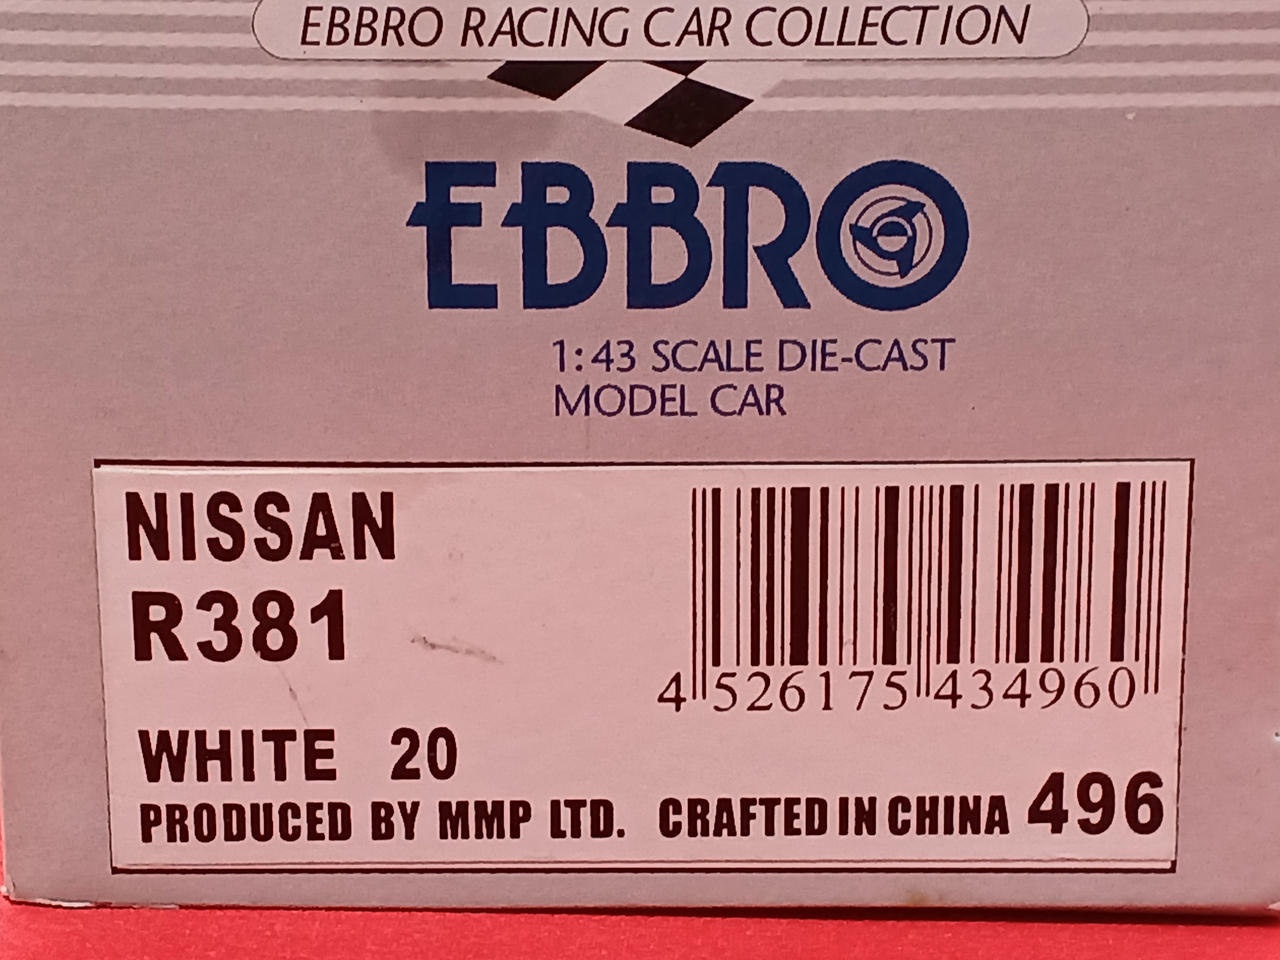 EBBRO RACING CAR COLLECTION
EBBRO
1:43 SCALE DIE-CAST
MODEL CAR
NISSAN
R381
4 526175 434960
WHITE 20
PRODUCED BY MMP LTD. CRAFTED IN CHINA 496